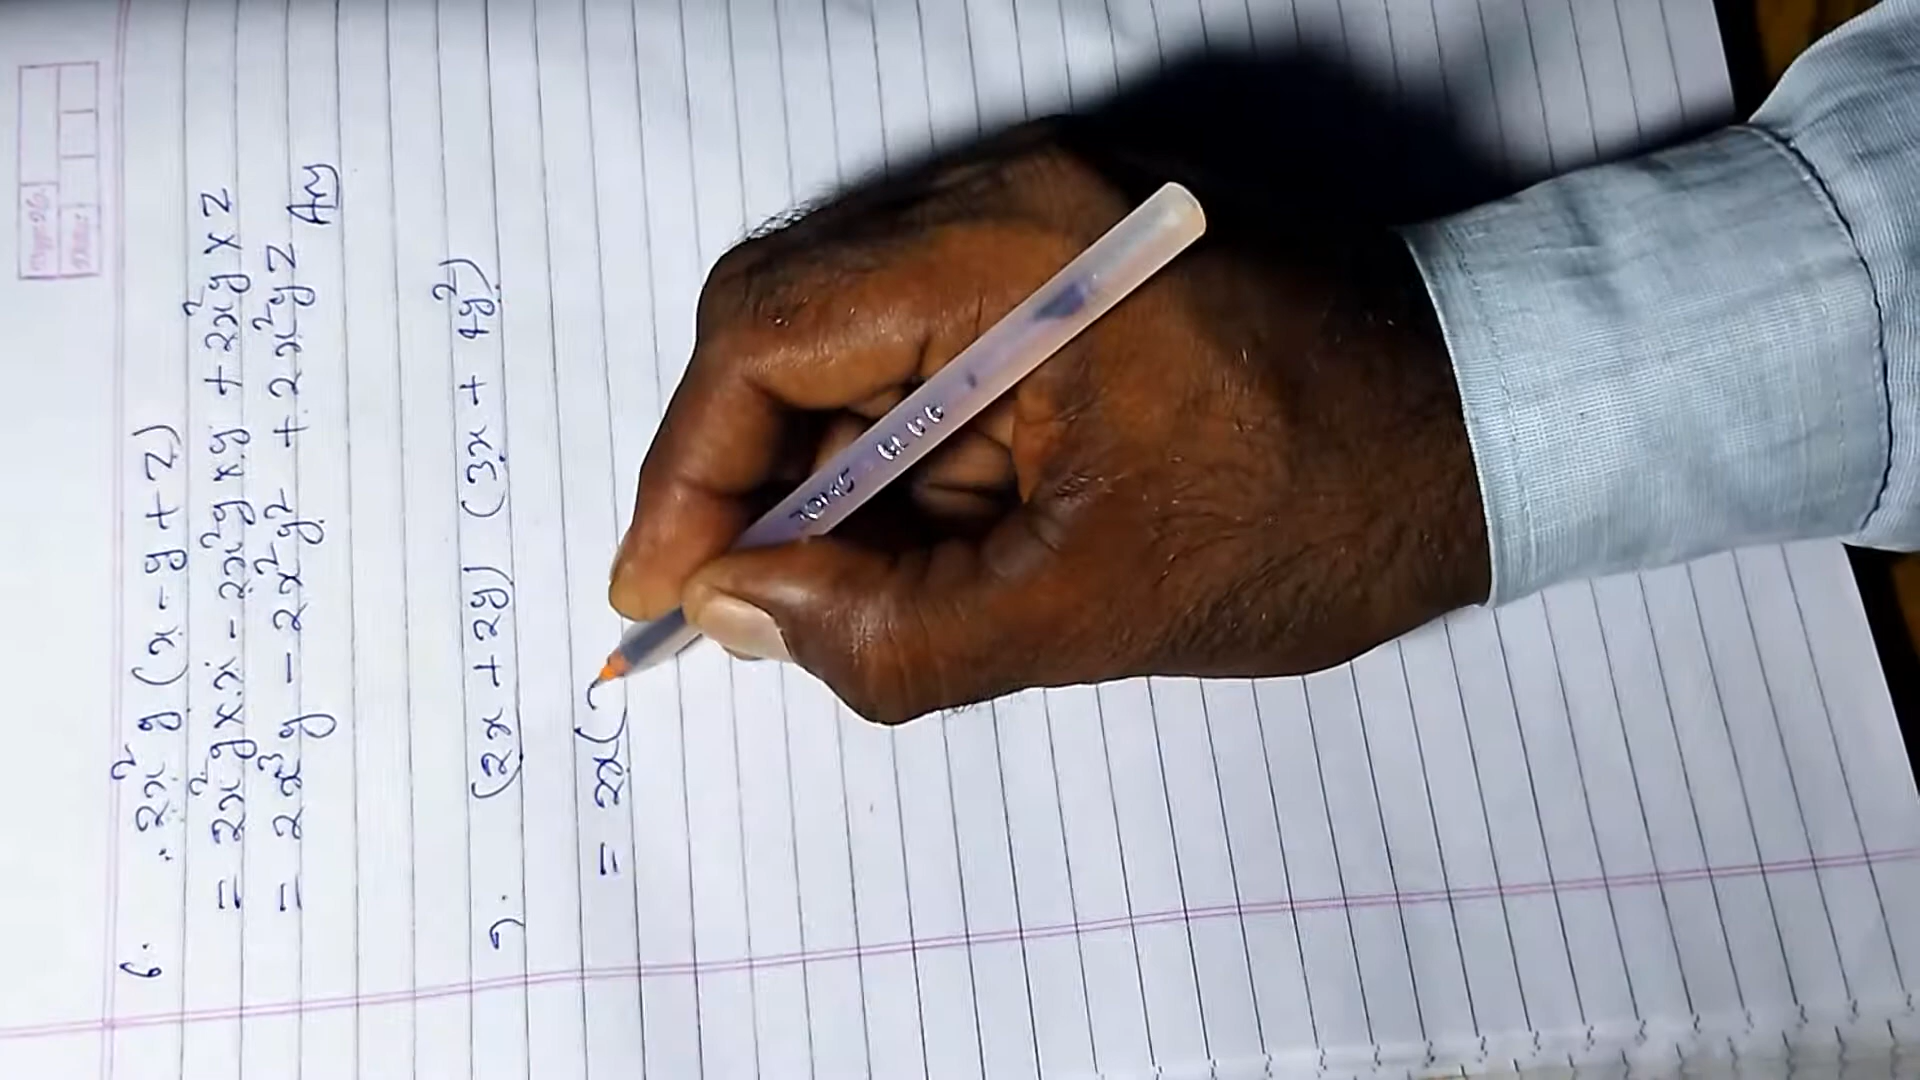 6. 2x²y (x - y + z)
= 2x²y × x - 2x²y × y + 2x²y × z
= 2x³y - 2x²y² + 2x²yz Ans
7. (2x + 2y) (3x + 4y²)
= 2x(